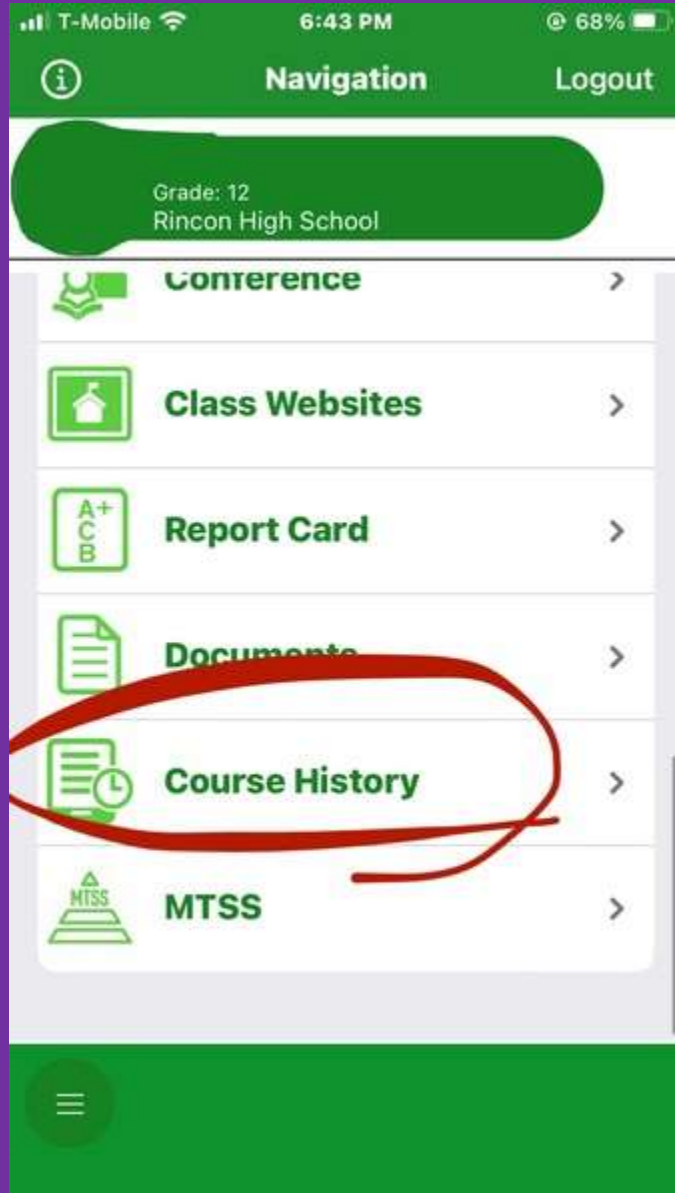 T-Mobile 6:43 PM 68%
Navigation Logout
Grade: 12
Rincon High School
Conference
Class Websites
A+
C
B
Report Card
Documents
Course History
MTSS
MTSS